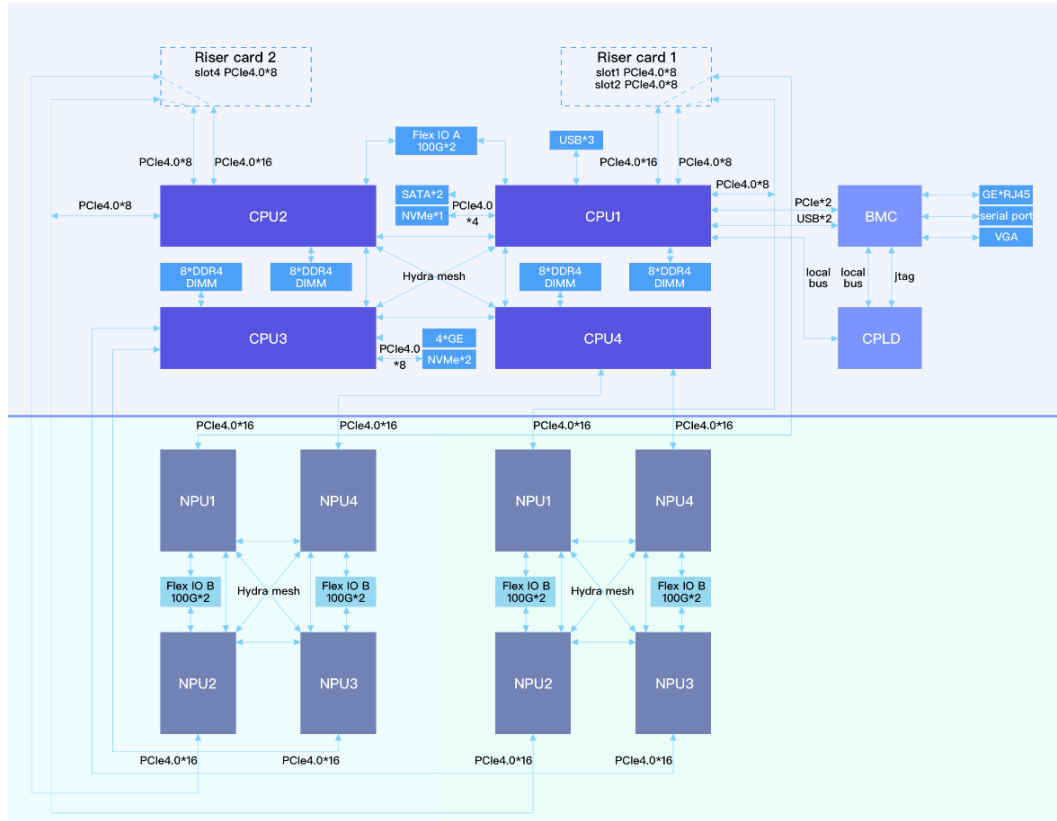 Riser card 2
slot4 PCIe4.0*8
Riser card 1
slot1 PCIe4.0*8
slot2 PCIe4.0*8
Flex IO A
100G*2
USB*3
PCIe4.0*8
PCIe4.0*16
PCIe4.0*16
PCIe4.0*8
PCIe4.0*8
CPU2
SATA*2
NVMe*1
PCIe4.0
*4
CPU1
PCIe4.0*8
PCIe*2
USB*2
BMC
GE*RJ45
serial port
VGA
8*DDR4
DIMM
8*DDR4
DIMM
Hydra mesh
8*DDR4
DIMM
8*DDR4
DIMM
local
bus
local
bus
jtag
CPU3
4*GE
NVMe*2
PCIe4.0
*8
CPU4
CPLD
PCIe4.0*16
PCIe4.0*16
PCIe4.0*16
PCIe4.0*16
NPU1
NPU4
NPU1
NPU4
Flex IO B
100G*2
Hydra mesh
Flex IO B
100G*2
Flex IO B
100G*2
Hydra mesh
Flex IO B
100G*2
NPU2
NPU3
NPU2
NPU3
PCIe4.0*16
PCIe4.0*16
PCIe4.0*16
PCIe4.0*16